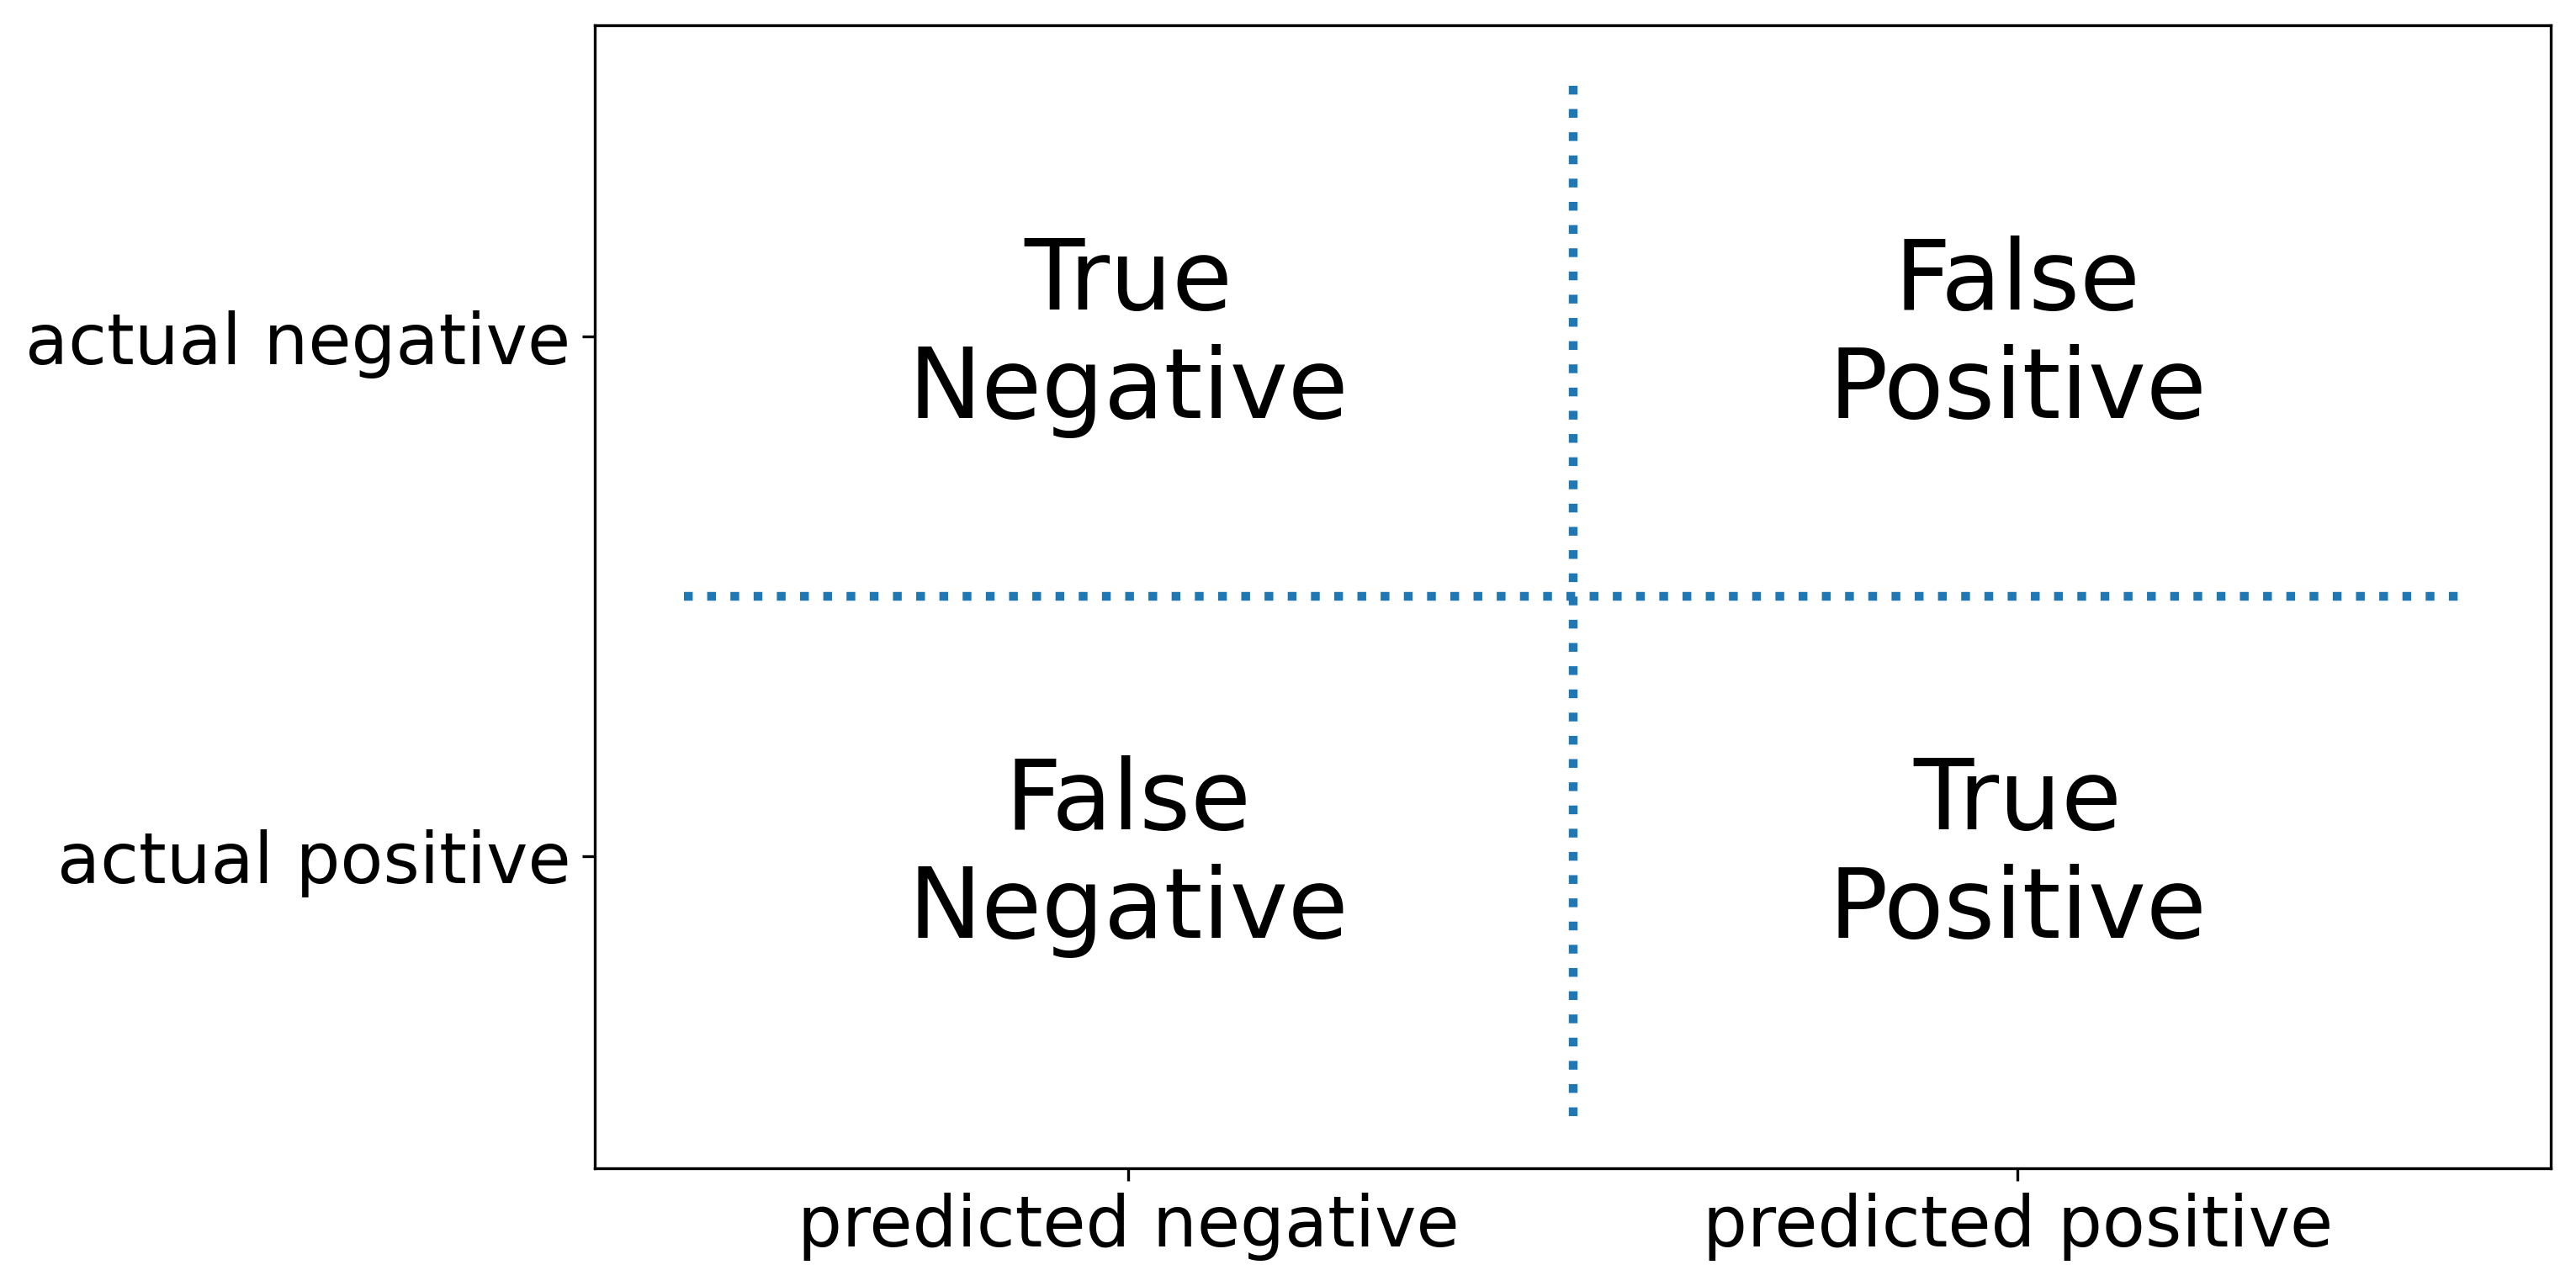 True
Negative
False
Positive
actual negative
False
Negative
True
Positive
actual positive
predicted negative
predicted positive